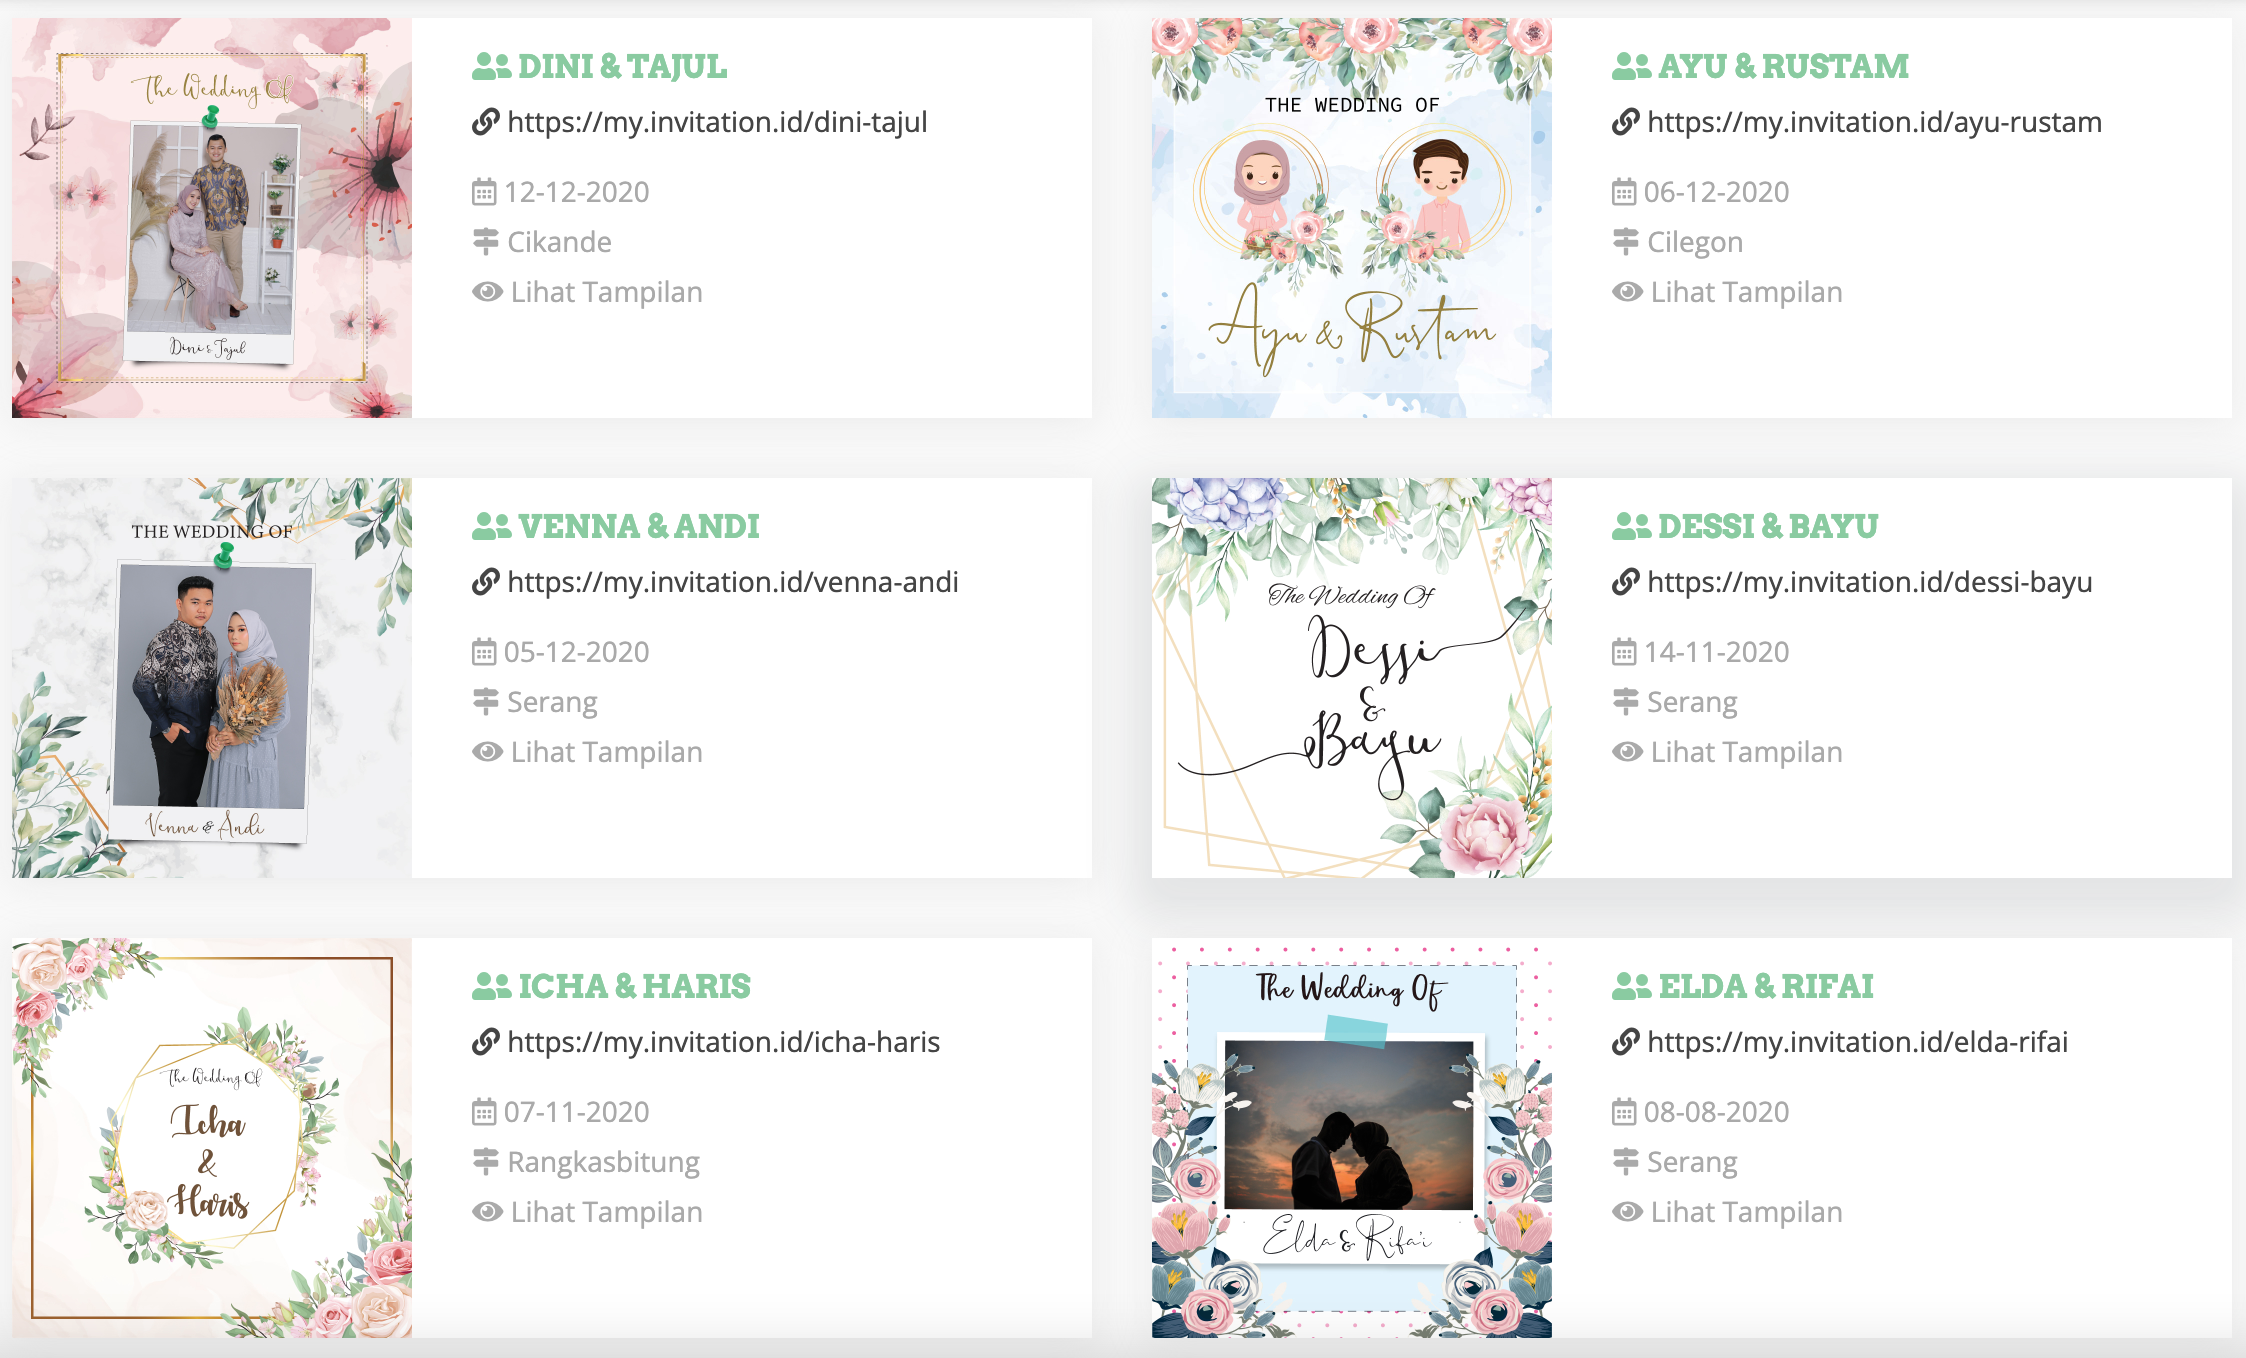 The Wedding Of
Dini & Tajul
DINI & TAJUL
https://my.invitation.id/dini-tajul
12-12-2020
Cikande
Lihat Tampilan
THE WEDDING OF
Ayu & Rustam
AYU & RUSTAM
https://my.invitation.id/ayu-rustam
06-12-2020
Cilegon
Lihat Tampilan
THE WEDDING OF
Venna & Andi
VENNA & ANDI
https://my.invitation.id/venna-andi
05-12-2020
Serang
Lihat Tampilan
The Wedding Of
Dessi
&
Bayu
DESSI & BAYU
https://my.invitation.id/dessi-bayu
14-11-2020
Serang
Lihat Tampilan
The Wedding Of
Icha
&
Haris
ICHA & HARIS
https://my.invitation.id/icha-haris
07-11-2020
Rangkasbitung
Lihat Tampilan
The Wedding Of
Elda & Rifa'i
ELDA & RIFAI
https://my.invitation.id/elda-rifai
08-08-2020
Serang
Lihat Tampilan